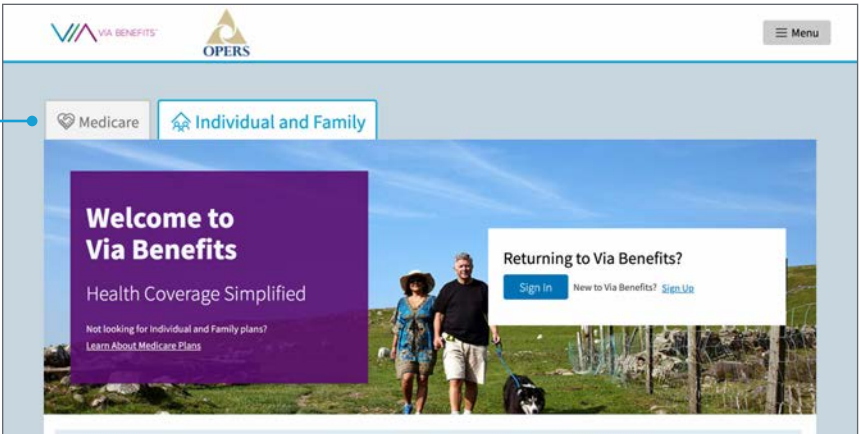 VIA BENEFITS™
OPERS
Menu
Medicare
Individual and Family
Welcome to
Via Benefits
Health Coverage Simplified
Not looking for Individual and Family plans?
Learn About Medicare Plans
Returning to Via Benefits?
Sign In New to Via Benefits? Sign Up